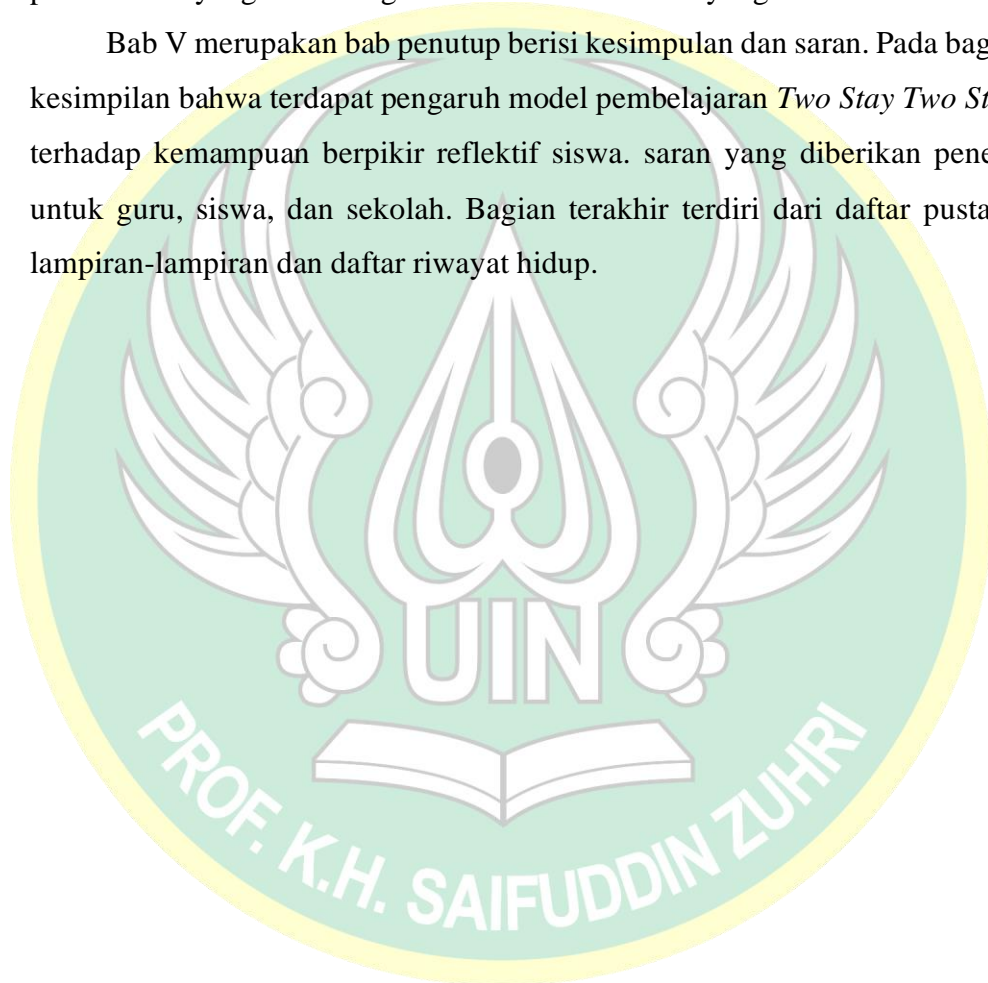 Bab V merupakan bab penutup berisi kesimpulan dan saran. Pada bag
kesimpilan bahwa terdapat pengaruh model pembelajaran Two Stay Two St
terhadap kemampuan berpikir reflektif siswa. saran yang diberikan pene
untuk guru, siswa, dan sekolah. Bagian terakhir terdiri dari daftar pusta
lampiran-lampiran dan daftar riwayat hidup.
UIN
PROF. K.H. SAIFUDDIN ZUHRI